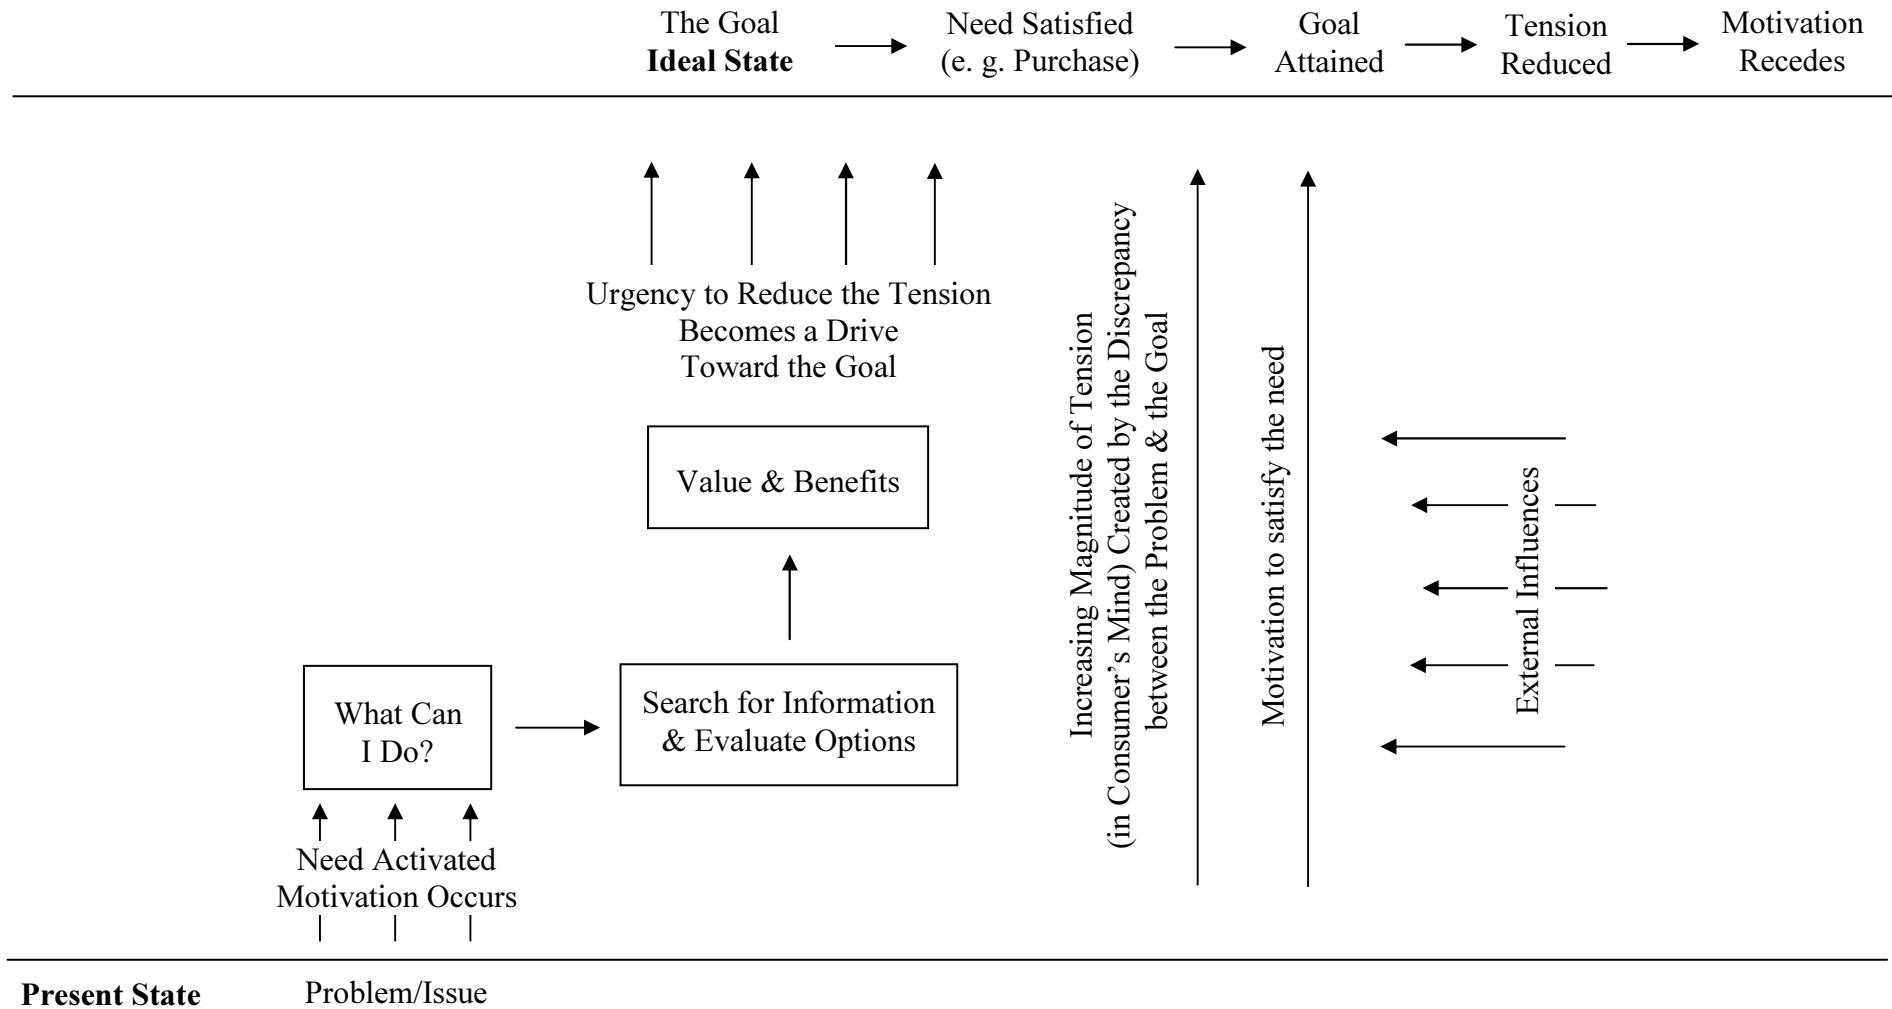 The Goal
Ideal State
Need Satisfied
(e. g. Purchase)
Goal
Attained
Tension
Reduced
Motivation
Recedes
Urgency to Reduce the Tension
Becomes a Drive
Toward the Goal
Value & Benefits
Search for Information
& Evaluate Options
What Can
I Do?
Need Activated
Motivation Occurs
Increasing Magnitude of Tension
(in Consumer’s Mind) Created by the Discrepancy
between the Problem & the Goal
Motivation to satisfy the need
External Influences
Present State
Problem/Issue